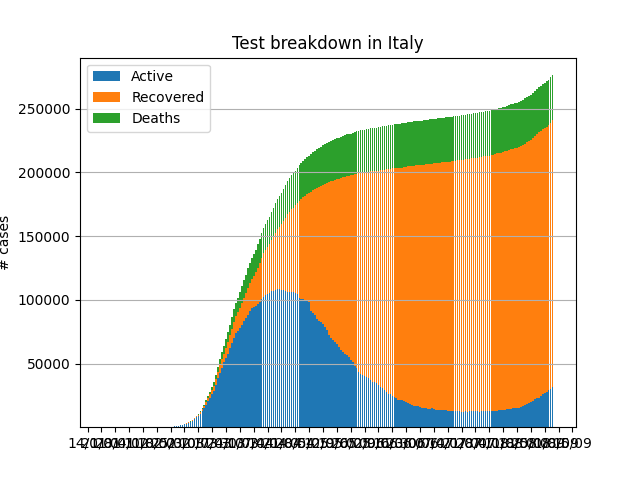 Test breakdown in Italy
Active
Recovered
Deaths
250000
200000
150000
100000
50000
# cases